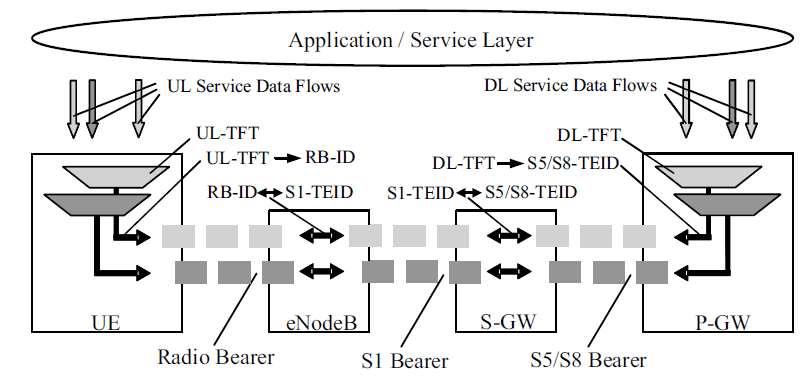 Application / Service Layer
UL Service Data Flows
DL Service Data Flows
UL-TFT
DL-TFT
UL-TFT → RB-ID
DL-TFT → S5/S8-TEID
RB-ID ↔ S1-TEID
S1-TEID ↔ S5/S8-TEID
UE
eNodeB
S-GW
P-GW
Radio Bearer
S1 Bearer
S5/S8 Bearer